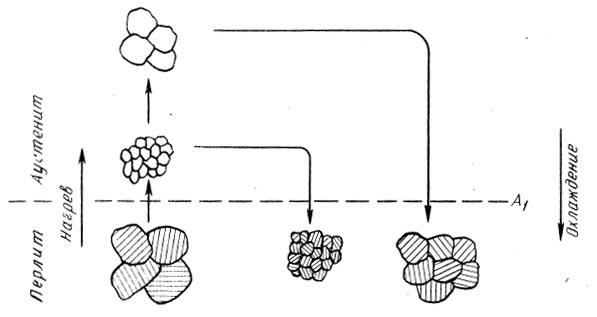 Аустенит
Нагрев
Перлит
A₁
Охлаждение